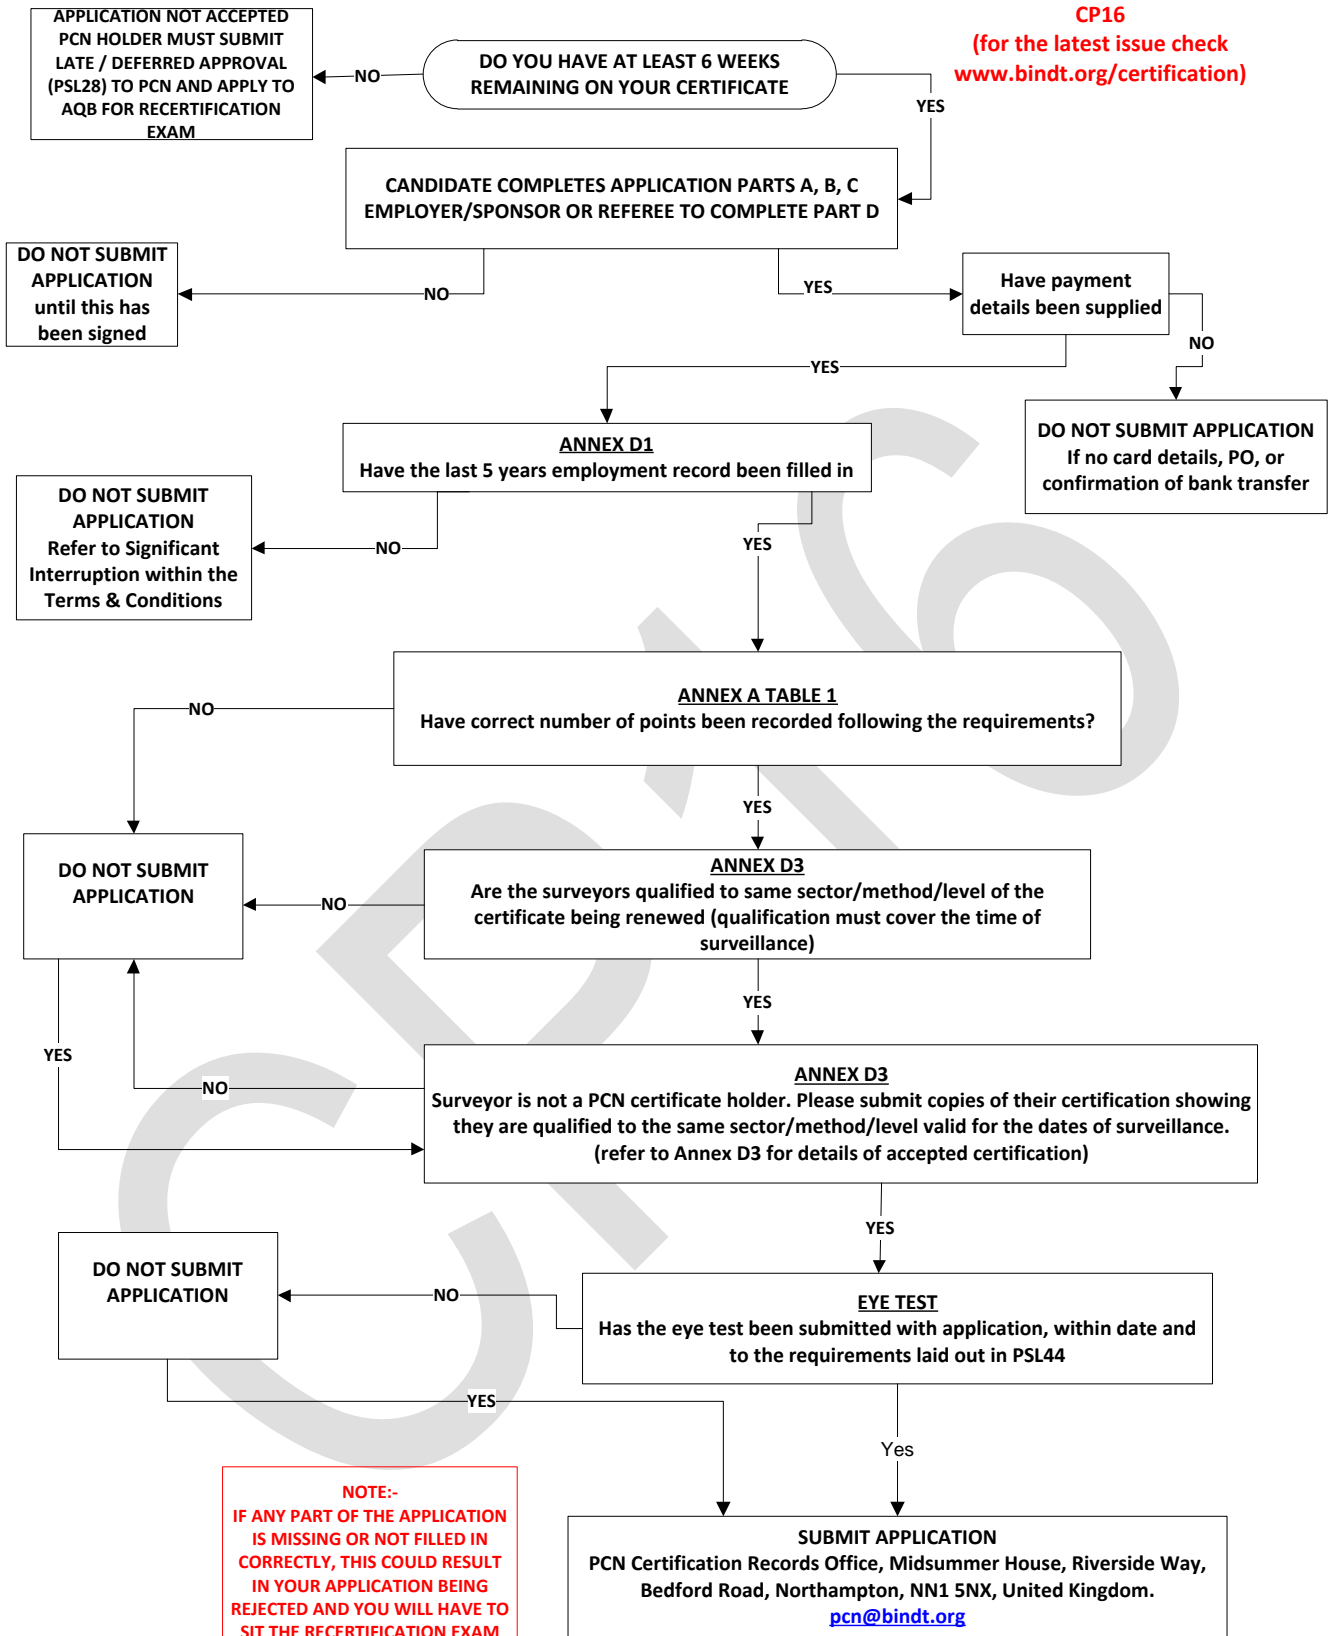 APPLICATION NOT ACCEPTED
PCN HOLDER MUST SUBMIT
LATE / DEFERRED APPROVAL
(PSL28) TO PCN AND APPLY TO
AQB FOR RECERTIFICATION
EXAM
NO
DO YOU HAVE AT LEAST 6 WEEKS
REMAINING ON YOUR CERTIFICATE
CP16
(for the latest issue check
www.bindt.org/certification)
YES
CANDIDATE COMPLETES APPLICATION PARTS A, B, C
EMPLOYER/SPONSOR OR REFEREE TO COMPLETE PART D
DO NOT SUBMIT
APPLICATION
until this has
been signed
NO
YES
Have payment
details been supplied
NO
YES
DO NOT SUBMIT APPLICATION
If no card details, PO, or
confirmation of bank transfer
ANNEX D1
Have the last 5 years employment record been filled in
DO NOT SUBMIT
APPLICATION
Refer to Significant
Interruption within the
Terms & Conditions
NO
YES
ANNEX A TABLE 1
Have correct number of points been recorded following the requirements?
NO
YES
DO NOT SUBMIT
APPLICATION
NO
ANNEX D3
Are the surveyors qualified to same sector/method/level of the
certificate being renewed (qualification must cover the time of
surveillance)
YES
YES
NO
ANNEX D3
Surveyor is not a PCN certificate holder. Please submit copies of their certification showing
they are qualified to the same sector/method/level valid for the dates of surveillance.
(refer to Annex D3 for details of accepted certification)
YES
DO NOT SUBMIT
APPLICATION
NO
EYE TEST
Has the eye test been submitted with application, within date and
to the requirements laid out in PSL44
YES
Yes
NOTE:-
IF ANY PART OF THE APPLICATION
IS MISSING OR NOT FILLED IN
CORRECTLY, THIS COULD RESULT
IN YOUR APPLICATION BEING
REJECTED AND YOU WILL HAVE TO
SIT THE RECERTIFICATION EXAM
SUBMIT APPLICATION
PCN Certification Records Office, Midsummer House, Riverside Way,
Bedford Road, Northampton, NN1 5NX, United Kingdom.
pcn@bindt.org
CP16